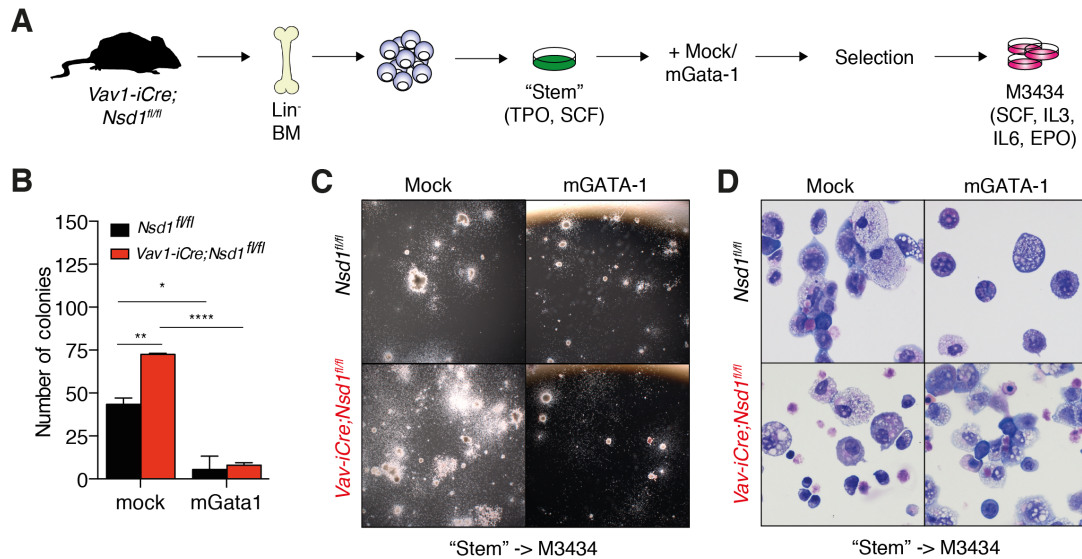 A
Vav1-iCre;
Nsd1fl/fl
Lin-
BM
“Stem”
(TPO, SCF)
+ Mock/
mGata-1
Selection
M3434
(SCF, IL3,
IL6, EPO)
B
Number of colonies
150
125
100
75
50
25
0
Nsd1fl/fl
Vav1-iCre;Nsd1fl/fl
*
****
**
mock
mGata1
C
Mock
mGATA-1
Nsd1fl/fl
Vav-iCre;Nsd1fl/fl
“Stem” -> M3434
D
Mock
mGATA-1
Nsd1fl/fl
Vav-iCre;Nsd1fl/fl
“Stem” -> M3434